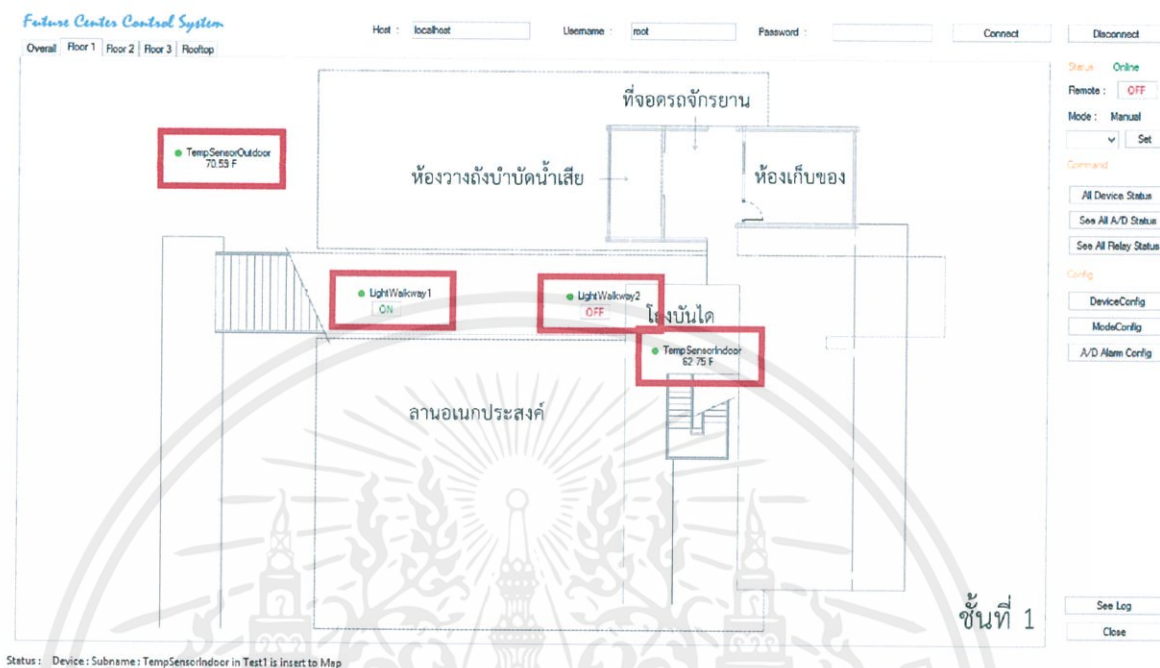 Future Center Control System
Host : localhost Username : root Password : Connect Disconnect
Overall Floor 1 Floor 2 Floor 3 Rooftop
Status : Online
Remote : OFF
Mode : Manual
Set
Command
All Device Status
See All A/D Status
See All Relay Status
Config
DeviceConfig
ModeConfig
A/D Alarm Config
See Log
Close
ที่จอดรถจักรยาน
TempSensorOutdoor
70.59 F
ห้องวางถังบำบัดน้ำเสีย
ห้องเก็บของ
LightWalkway1
ON
LightWalkway2
OFF
โถงบันได
TempSensorIndoor
62.75 F
ลานอเนกประสงค์
ชั้นที่ 1
Status : Device : Subname : TempSensorIndoor in Test1 is insert to Map